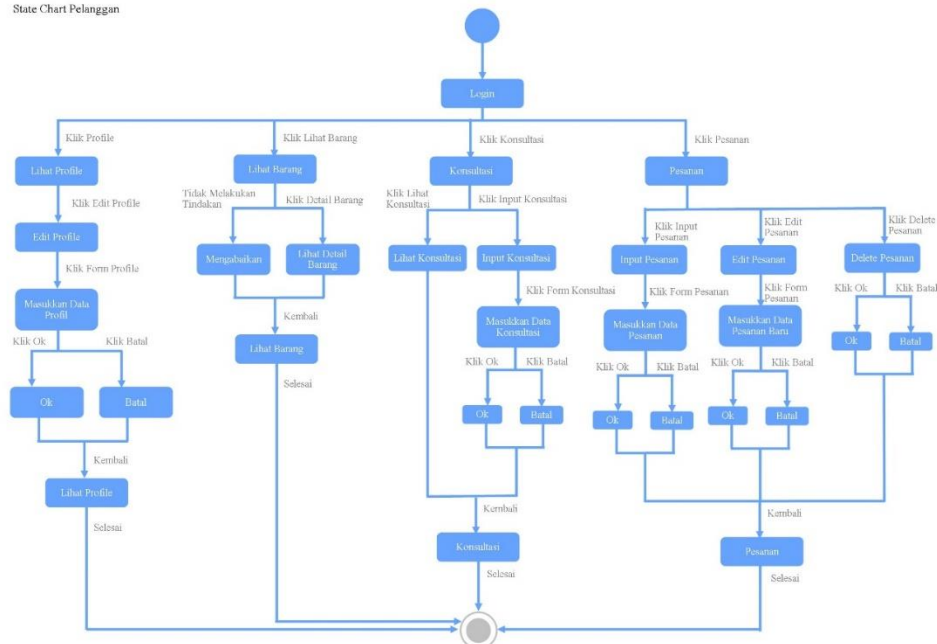 State Chart Pelanggan
Login
Klik Profile
Klik Lihat Barang
Klik Konsultasi
Klik Pesanan
Lihat Profile
Lihat Barang
Konsultasi
Pesanan
Klik Edit Profile
Tidak Melakukan
Tindakan
Klik Detail Barang
Klik Lihat
Konsultasi
Klik Input Konsultasi
Klik Input
Pesanan
Klik Edit
Pesanan
Klik Delete
Pesanan
Edit Profile
Mengabaikan
Lihat Detail
Barang
Lihat Konsultasi
Input Konsultasi
Input Pesanan
Edit Pesanan
Delete Pesanan
Klik Form Profile
Kembali
Klik Form Konsultasi
Klik Form Pesanan
Klik Form
Pesanan
Klik Ok
Klik Batal
Masukkan Data
Profil
Lihat Barang
Masukkan Data
Konsultasi
Masukkan Data
Pesanan
Masukkan Data
Pesanan Baru
Ok
Batal
Klik Ok
Klik Batal
Selesai
Klik Ok
Klik Batal
Klik Ok
Klik Batal
Klik Ok
Klik Batal
Ok
Batal
Ok
Batal
Ok
Batal
Ok
Batal
Kembali
Lihat Profile
Kembali
Kembali
Selesai
Konsultasi
Pesanan
Selesai
Selesai